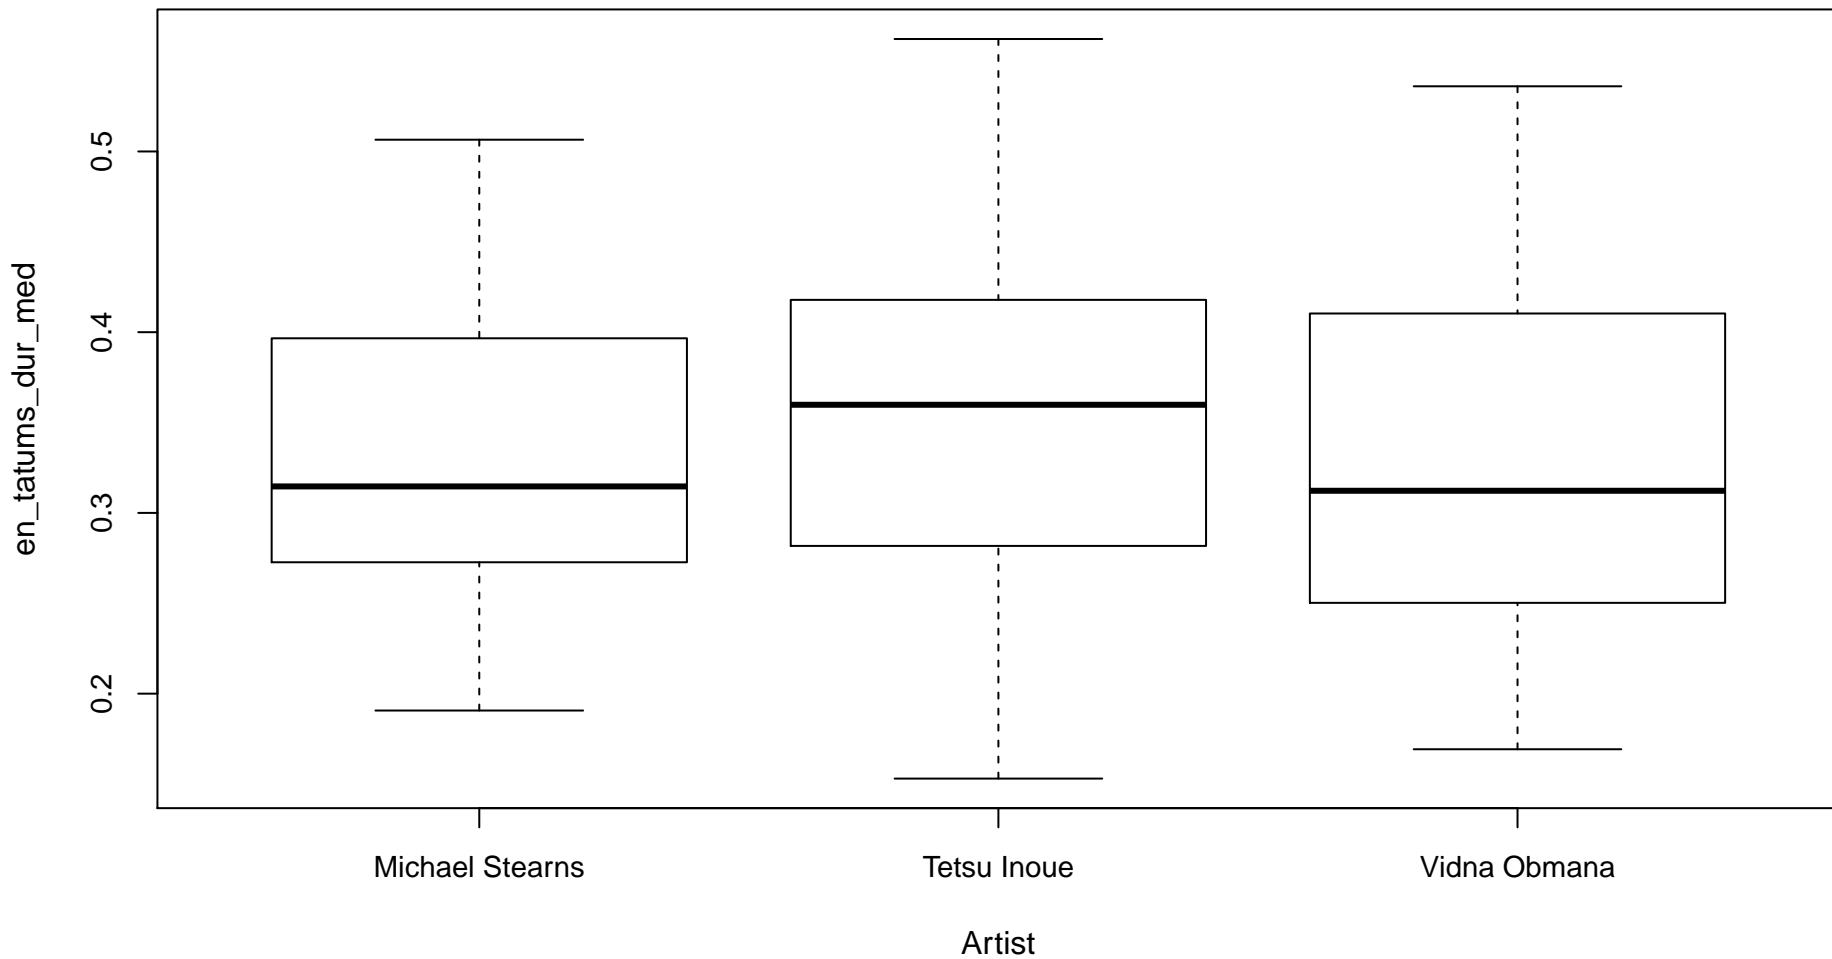 en_tatums_dur_med
0.5
0.4
0.3
0.2
Michael Stearns
Tetsu Inoue
Vidna Obmana
Artist